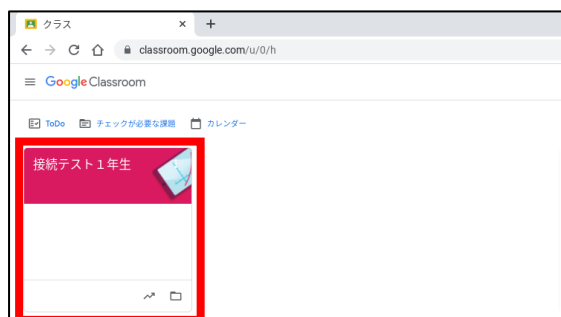 クラス
classroom.google.com/u/0/h
Google Classroom
ToDo チェックが必要な課題 カレンダー
接続テスト１年生